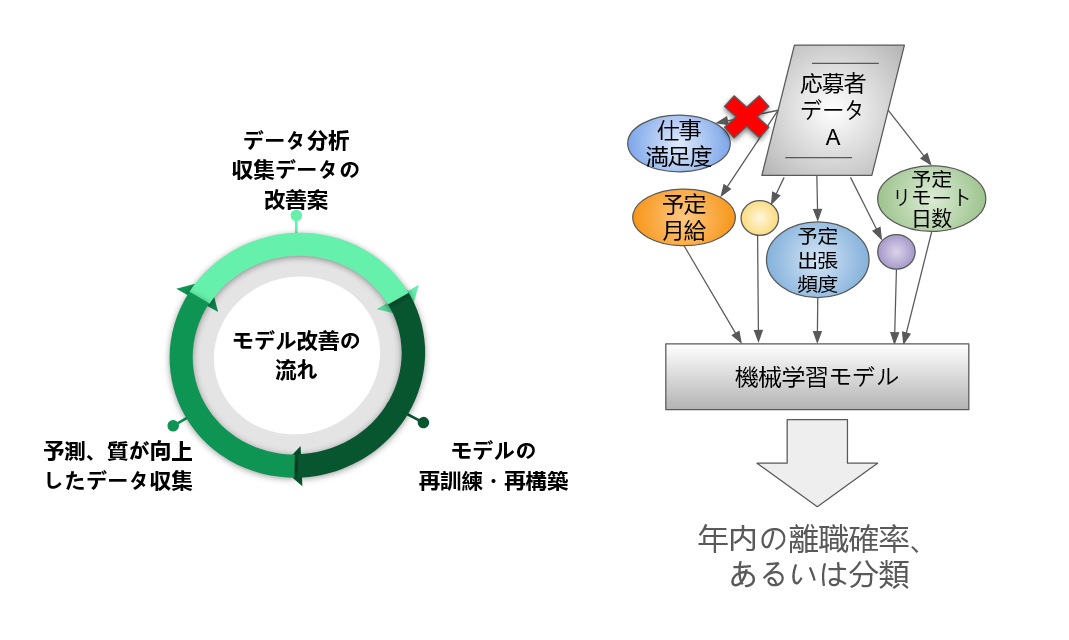 データ分析
収集データの
改善案
モデル改善の
流れ
予測、質が向上
したデータ収集
モデルの
再訓練・再構築
応募者
データ
A
仕事
満足度
予定
月給
予定
出張
頻度
予定
リモート
日数
機械学習モデル
年内の離職確率、
あるいは分類